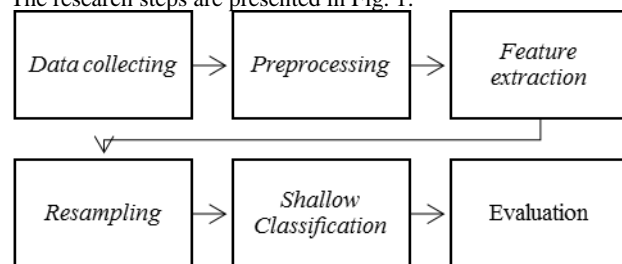 The research steps are presented in Fig. 1.
Data collecting
Preprocessing
Feature
extraction
Resampling
Shallow
Classification
Evaluation